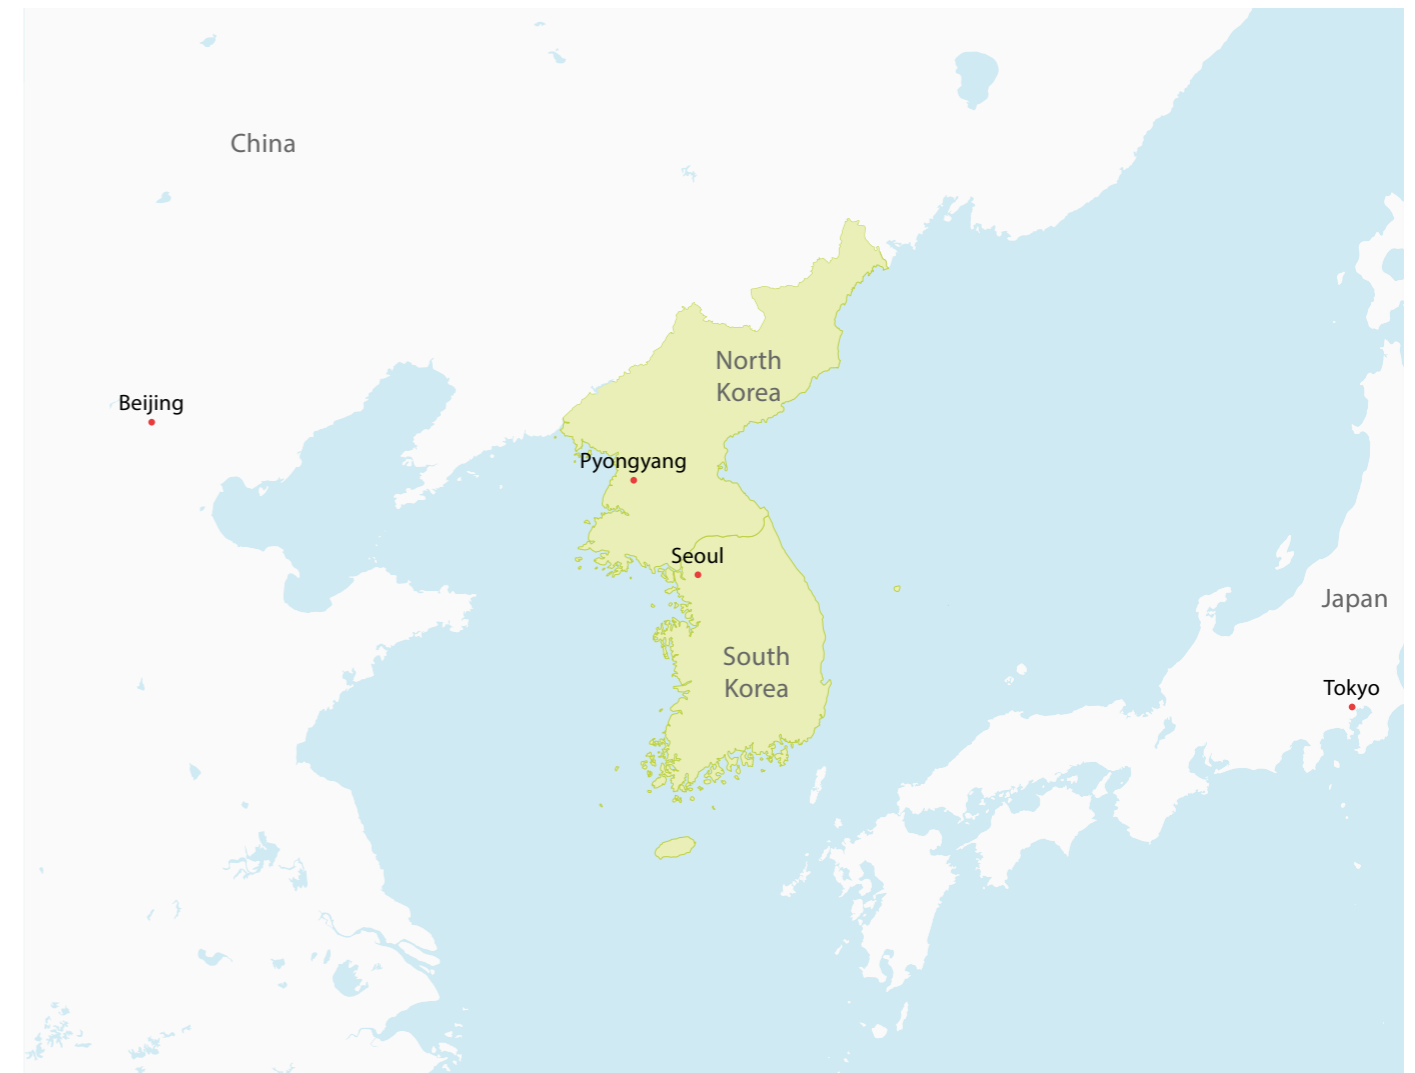 China
North
Korea
Beijing
Pyongyang
Seoul
Japan
South
Korea
Tokyo